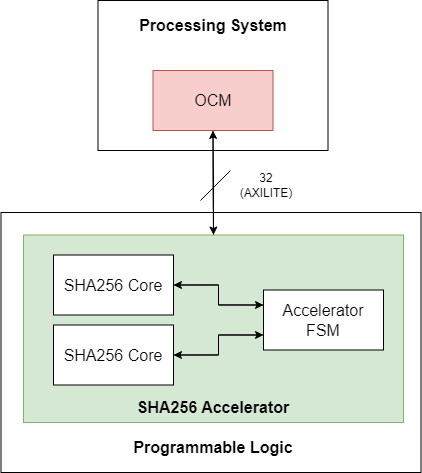 Processing System
OCM
32
(AXILITE)
SHA256 Core
Accelerator
FSM
SHA256 Core
SHA256 Accelerator
Programmable Logic